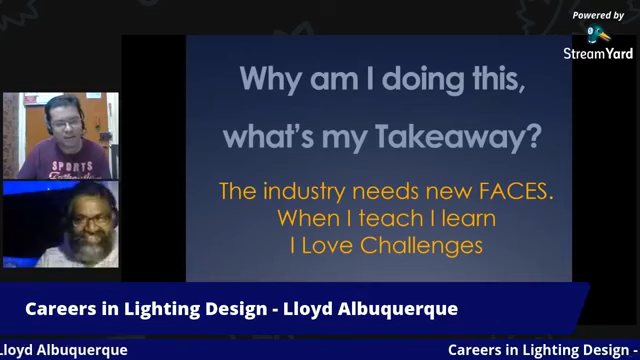 Powered by
StreamYard
Why am I doing this,
what's my Takeaway?
The industry needs new FACES.
When I teach I learn
I Love Challenges
SPORTS
Careers in Lighting Design - Lloyd Albuquerque
Lloyd Albuquerque
Careers in Lighting Design -